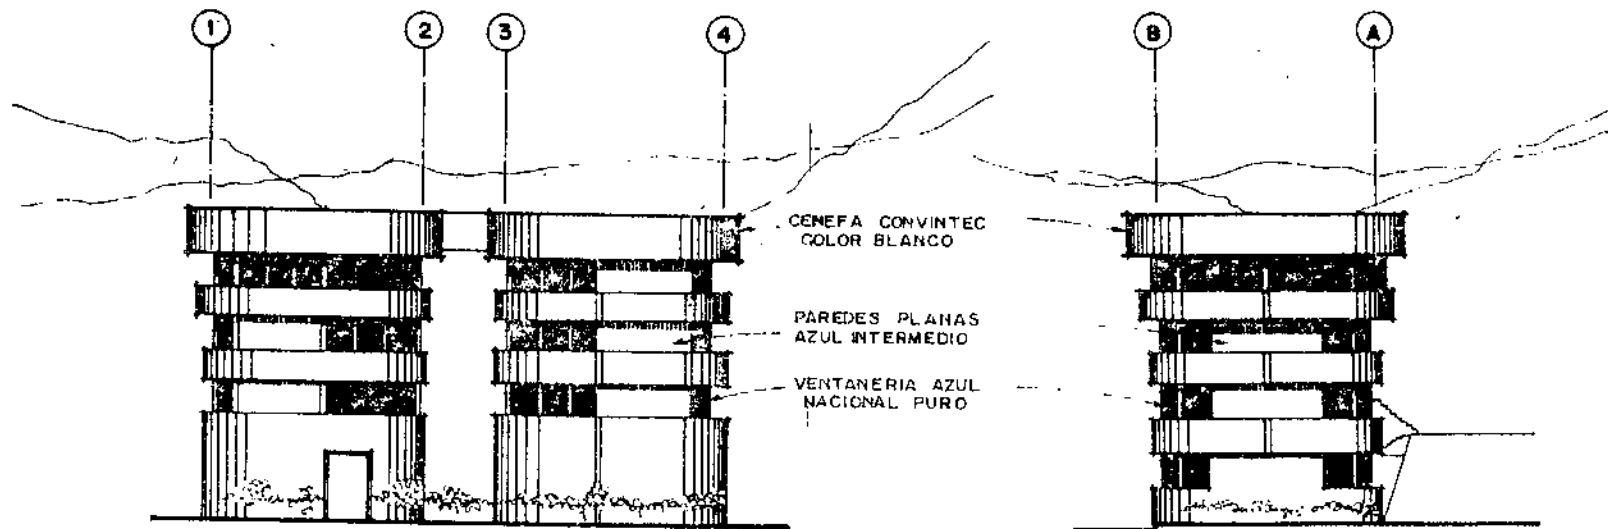 1 2 3 4 B A
CENEFA CONVINTEC
COLOR BLANCO
PAREDES PLANAS
AZUL INTERMEDIO
VENTANERIA AZUL
NACIONAL PURO